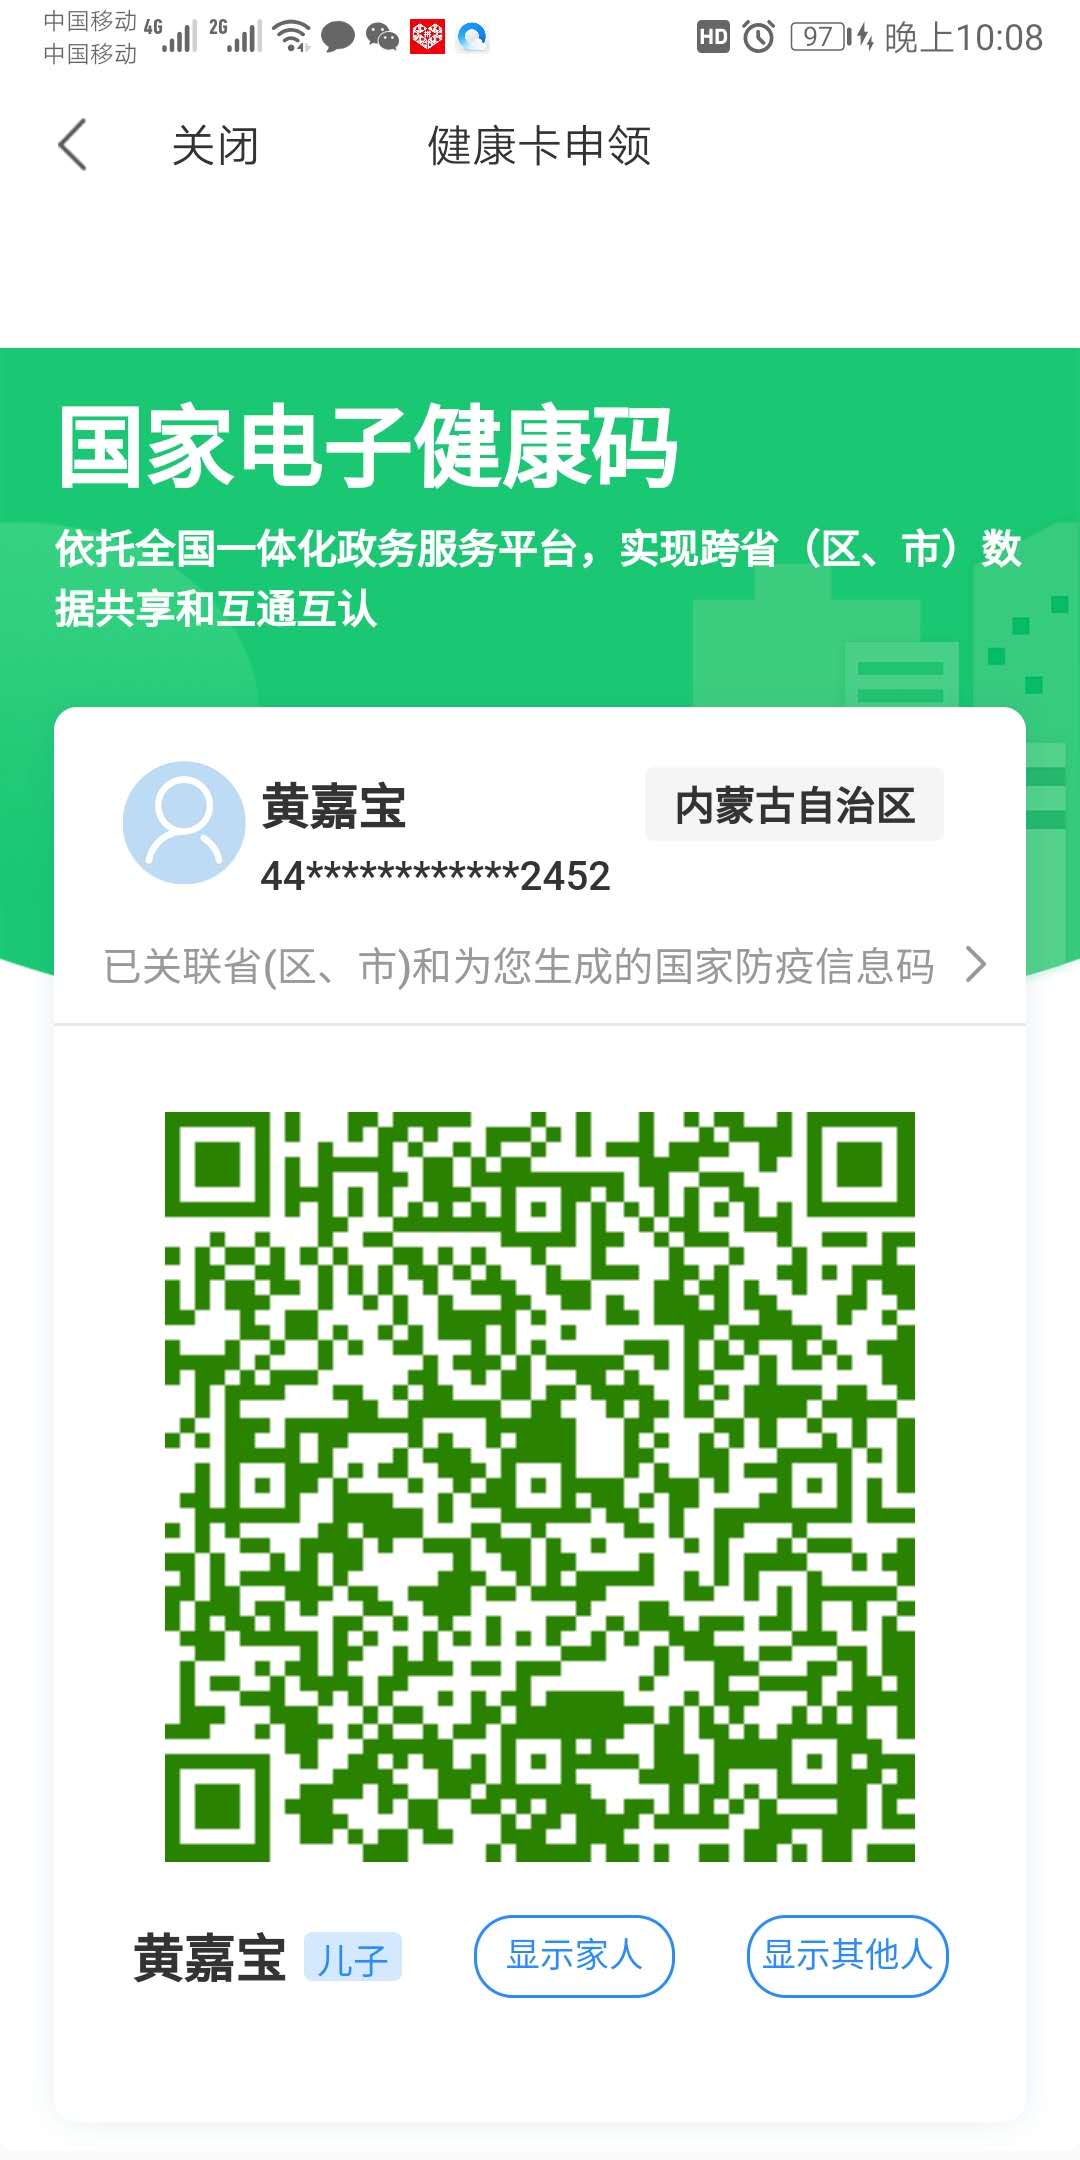 中国移动 4G 2G HD 97 晚上10:08
中国移动
关闭 健康卡申领
国家电子健康码
依托全国一体化政务服务平台，实现跨省（区、市）数
据共享和互通互认
黄嘉宝 内蒙古自治区
44************2452
已关联省(区、市)和为您生成的国家防疫信息码
黄嘉宝 儿子 显示家人 显示其他人